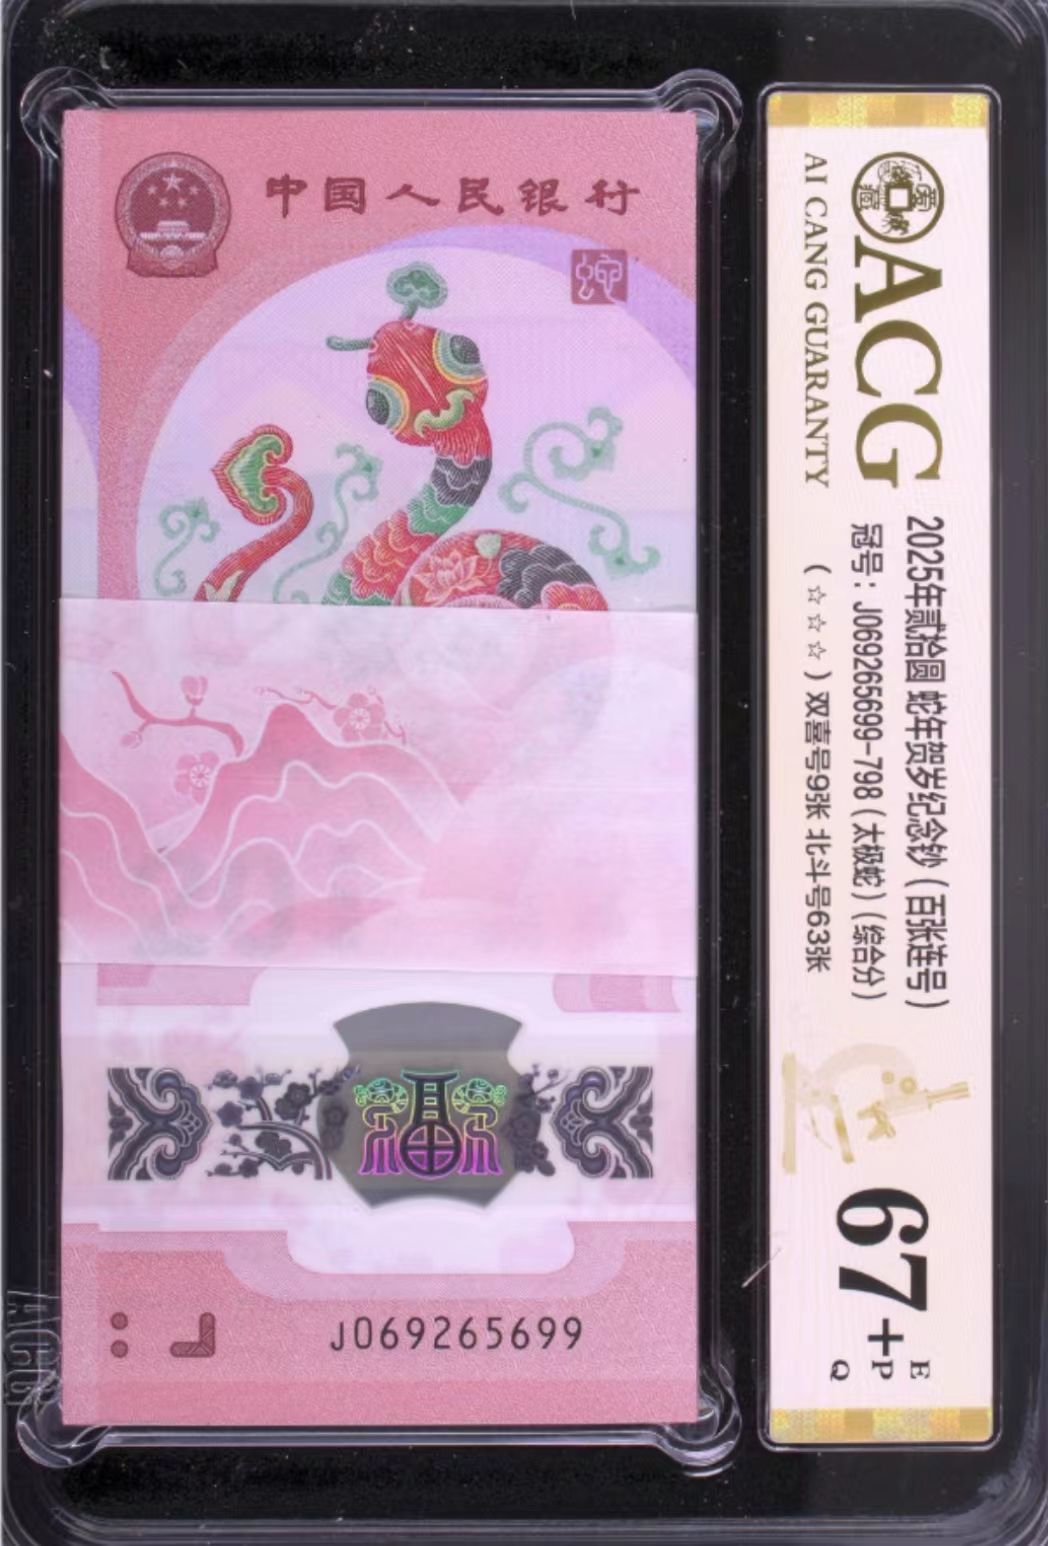 中国人民银行
蛇
J069265699
ACG
AI CANG GUARANTY
2025年贰拾圆 蛇年贺岁纪念钞（百张连号）
冠号：J069265699-798（太极蛇）（综合分）
（☆☆☆）双喜号9张 北斗号63张
67+
E
P
Q
ACG